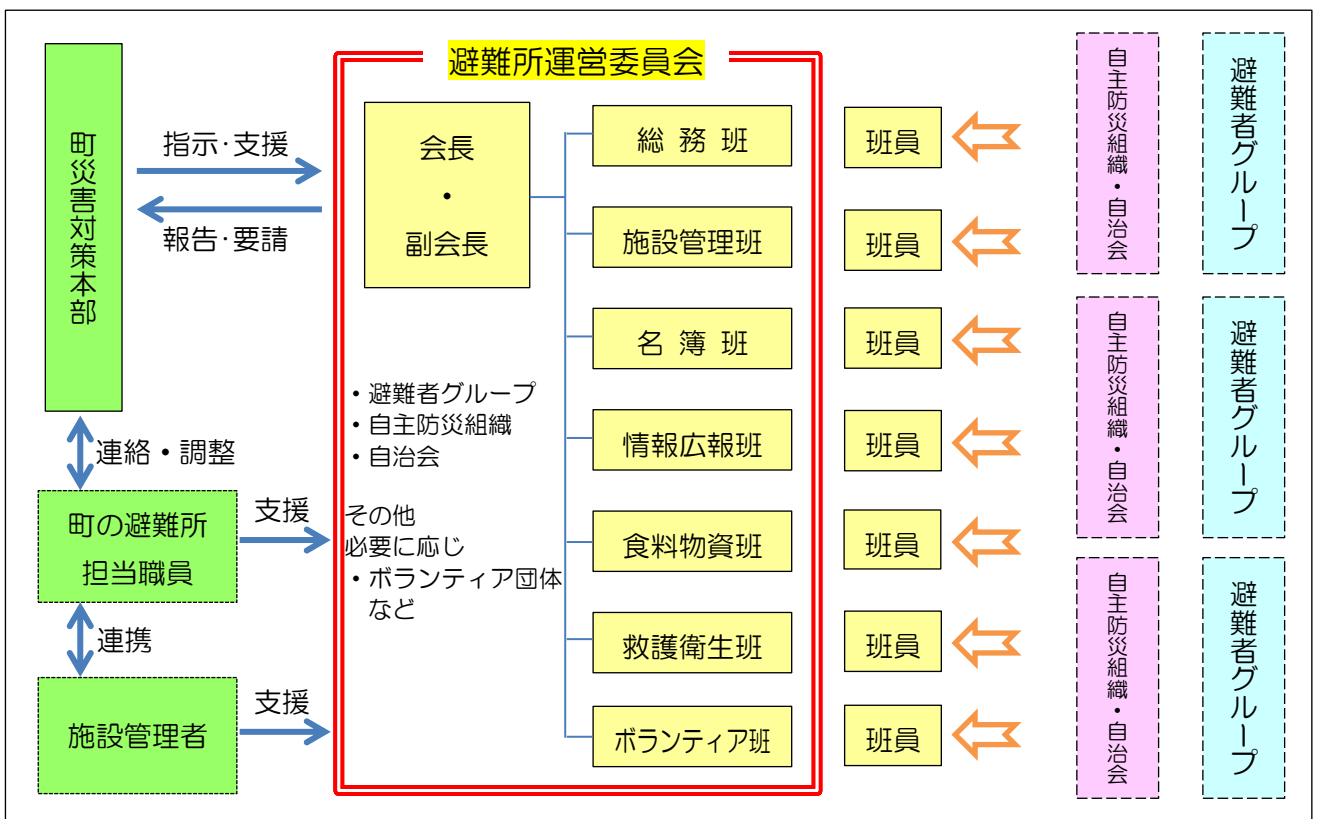 避難所運営委員会
町災害対策本部
指示・支援
報告・要請
連絡・調整
町の避難所
担当職員
支援
連携
施設管理者
支援
会長
・
副会長
・避難者グループ
・自主防災組織
・自治会
その他
必要に応じ
・ボランティア団体
など
総務班
施設管理班
名簿班
情報広報班
食料物資班
救護衛生班
ボランティア班
班員
班員
班員
班員
班員
班員
班員
自主防災組織・自治会
自主防災組織・自治会
自主防災組織・自治会
避難者グループ
避難者グループ
避難者グループ